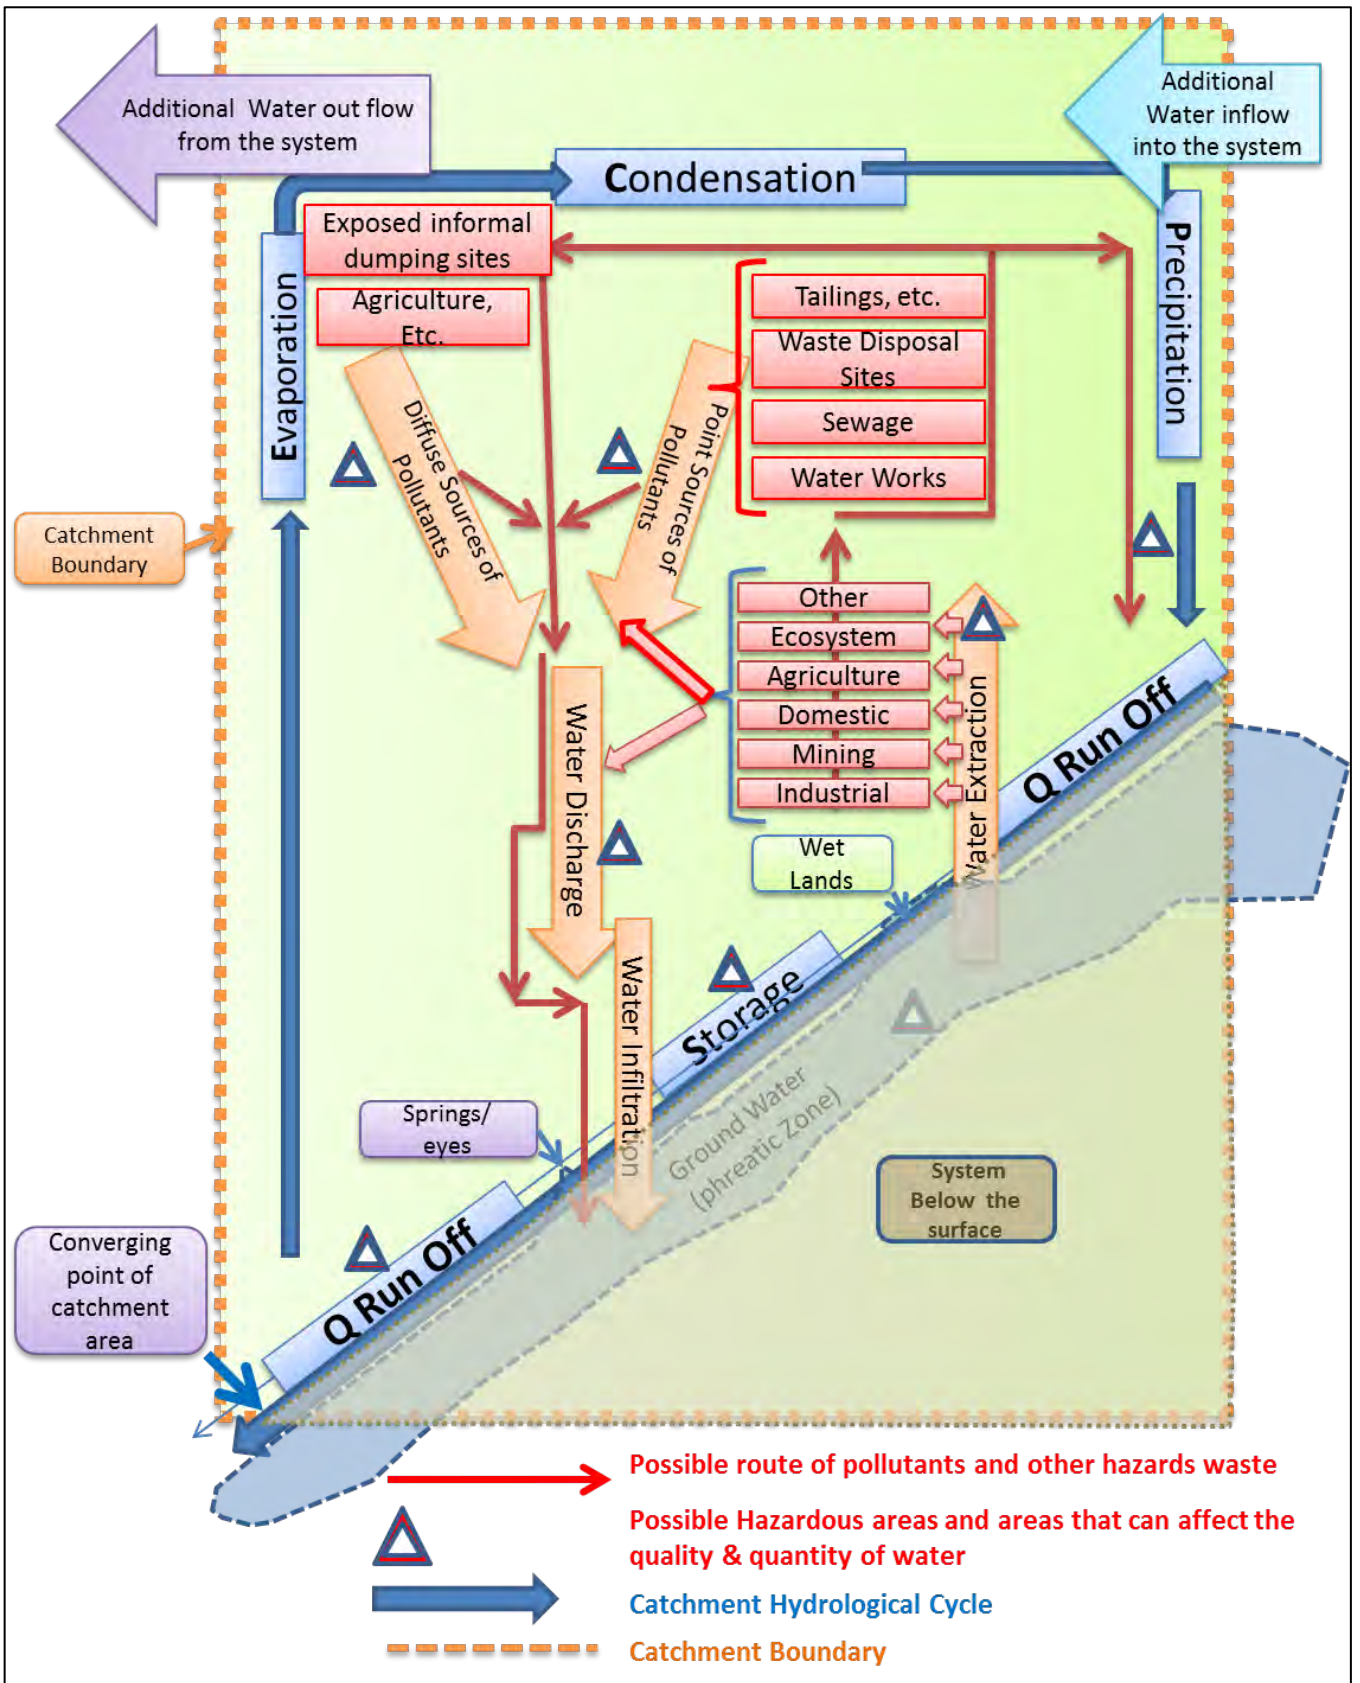 Additional Water out flow
from the system
Additional
Water inflow
into the system
Condensation
Exposed informal
dumping sites
Agriculture,
Etc.
Evaporation
Precipitation
Tailings, etc.
Waste Disposal
Sites
Sewage
Water Works
Diffuse Sources of
Pollutants
Point Sources of
Pollutants
Catchment
Boundary
Other
Ecosystem
Agriculture
Domestic
Mining
Industrial
Water Extraction
Q Run Off
Water Discharge
Wet
Lands
Storage
Water Infiltration
Ground Water
(phreatic Zone)
Springs/
eyes
System
Below the
surface
Q Run Off
Converging
point of
catchment
area
Possible route of pollutants and other hazards waste
Possible Hazardous areas and areas that can affect the
quality & quantity of water
Catchment Hydrological Cycle
Catchment Boundary